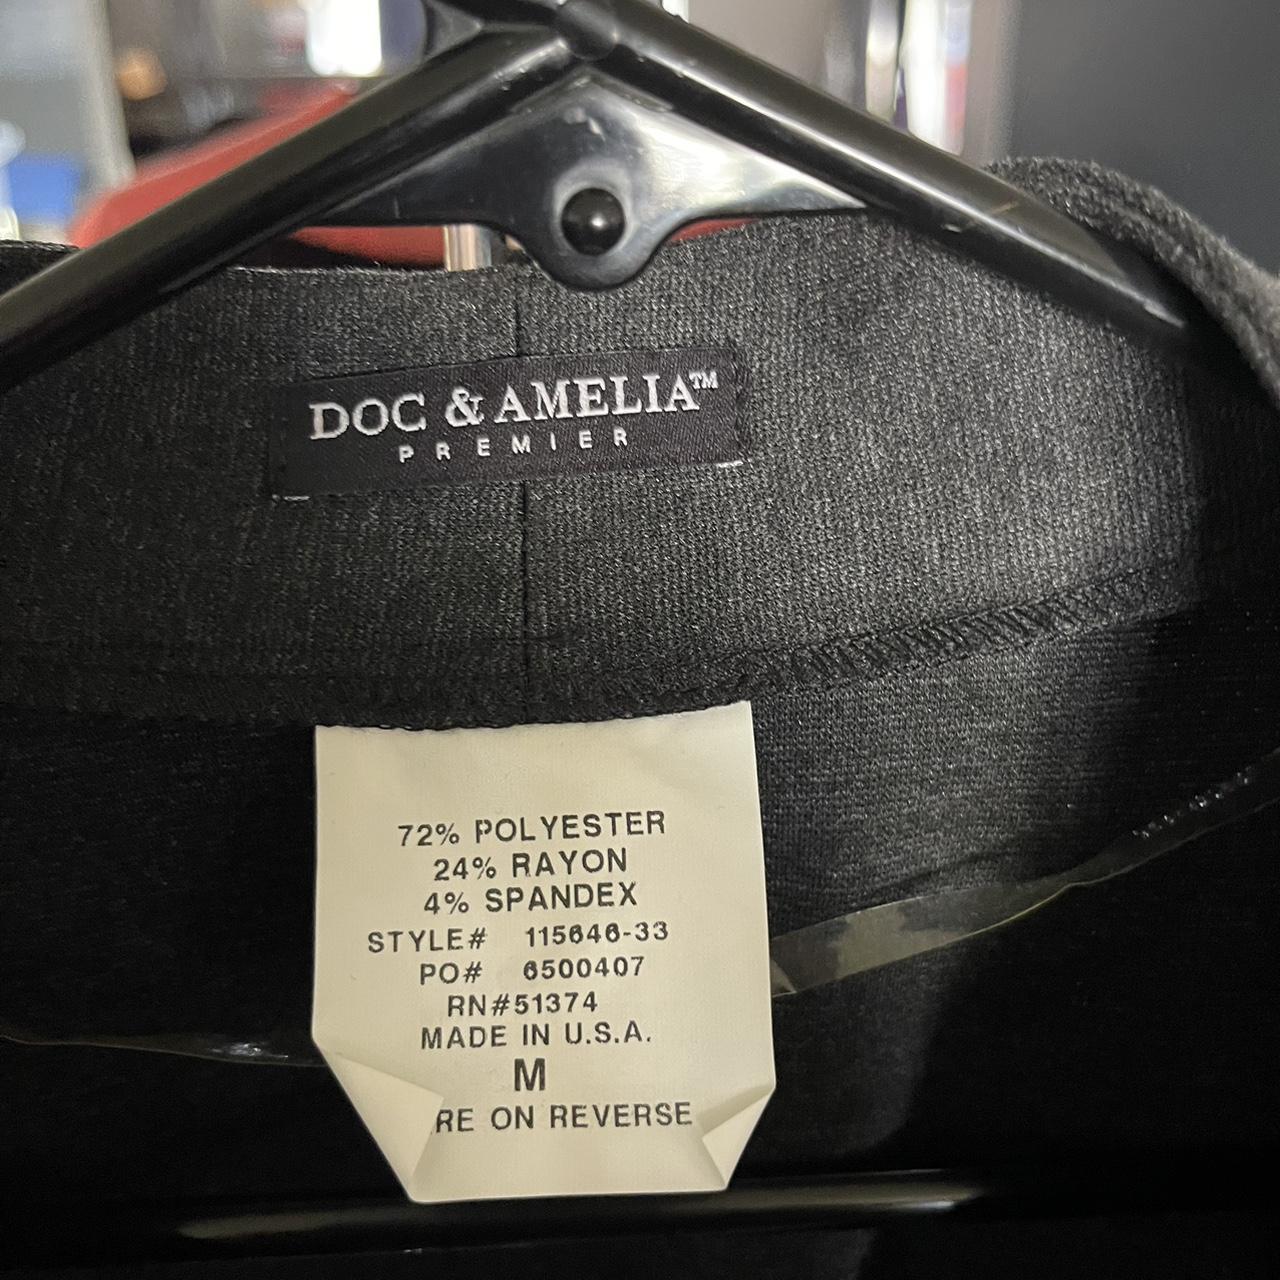 DOC & AMELIA™
PREMIER
72% POLYESTER
24% RAYON
4% SPANDEX
STYLE# 115646-33
PO# 6500407
RN#51374
MADE IN U.S.A.
M
RE ON REVERSE